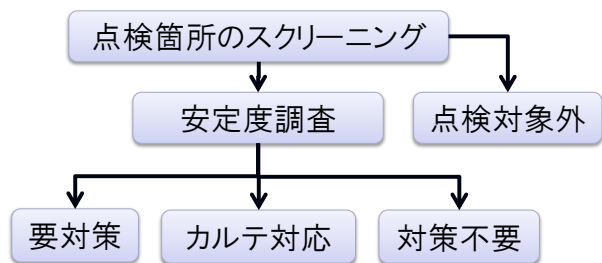 点検箇所のスクリーニング
安定度調査
点検対象外
要対策
カルテ対応
対策不要